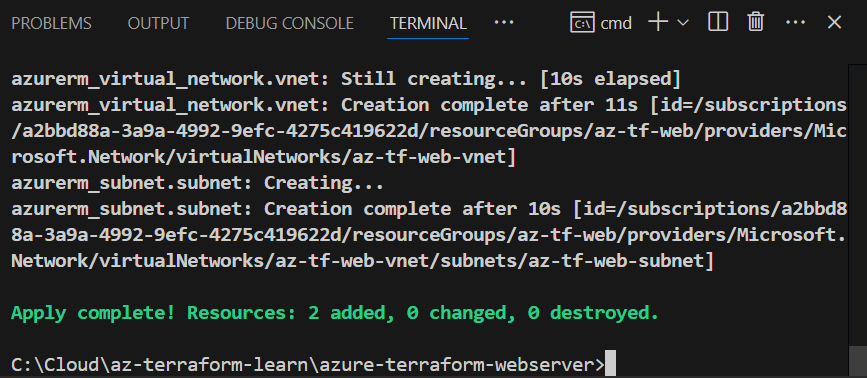 PROBLEMS OUTPUT DEBUG CONSOLE TERMINAL ... cmd
azurerm_virtual_network.vnet: Still creating... [10s elapsed]
azurerm_virtual_network.vnet: Creation complete after 11s [id=/subscriptions
/a2bbd88a-3a9a-4992-9efc-4275c419622d/resourceGroups/az-tf-web/providers/Mic
rosoft.Network/virtualNetworks/az-tf-web-vnet]
azurerm_subnet.subnet: Creating...
azurerm_subnet.subnet: Creation complete after 10s [id=/subscriptions/a2bbd8
8a-3a9a-4992-9efc-4275c419622d/resourceGroups/az-tf-web/providers/Microsoft.
Network/virtualNetworks/az-tf-web-vnet/subnets/az-tf-web-subnet]
Apply complete! Resources: 2 added, 0 changed, 0 destroyed.
C:\Cloud\az-terraform-learn\azure-terraform-webserver>